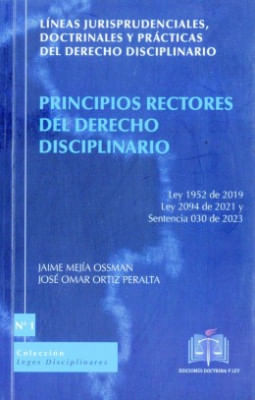 LÍNEAS JURISPRUDENCIALES,
DOCTRINALES Y PRÁCTICAS
DEL DERECHO DISCIPLINARIO
PRINCIPIOS RECTORES
DEL DERECHO
DISCIPLINARIO
Ley 1952 de 2019
Ley 2094 de 2021 y
Sentencia 030 de 2023
JAIME MEJÍA OSSMAN
JOSÉ OMAR ORTIZ PERALTA
Nº 1
Colección
Logos Disciplinares
EDICIONES DOCTRINA Y LEY